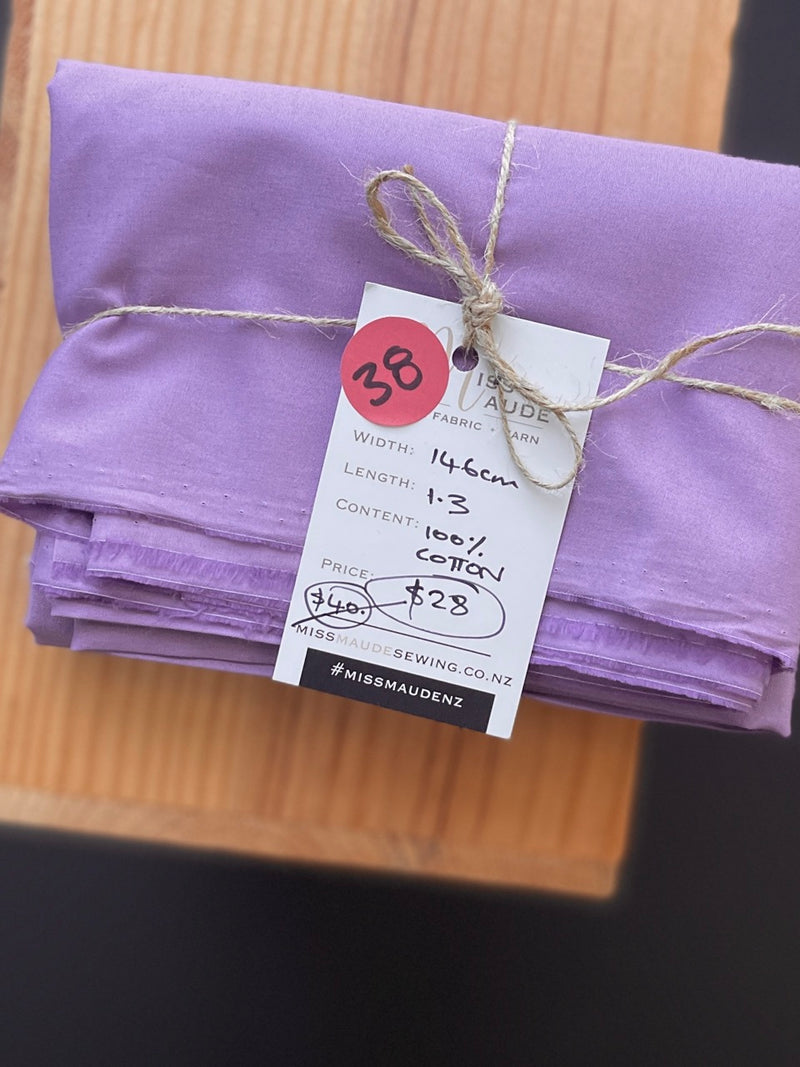 38
MISS
MAUDE
FABRIC + YARN
WIDTH: 146cm
LENGTH: 1.3
CONTENT: 100%
COTTON
PRICE:
$40. $28
MISSMAUDESEWING.CO.NZ
#MISSMAUDENZ